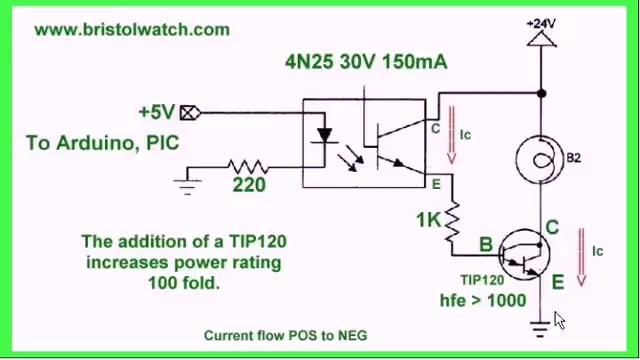 www.bristolwatch.com
+24V
4N25 30V 150mA
+5V
C
Ic
To Arduino, PIC
B2
220
E
1K
C
B
Ic
The addition of a TIP120
increases power rating
100 fold.
TIP120
E
hfe > 1000
Current flow POS to NEG